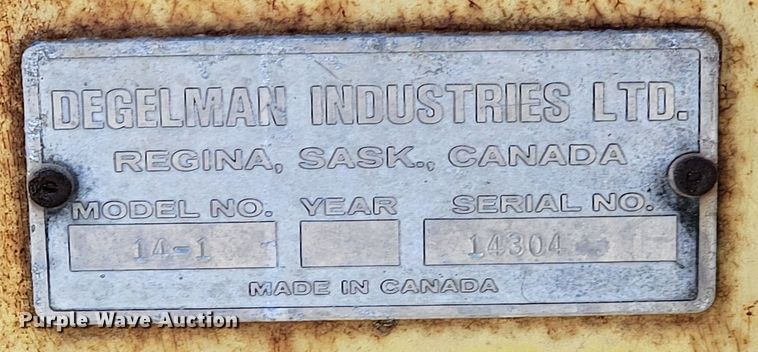 DEGELMAN INDUSTRIES LTD.
REGINA, SASK., CANADA
MODEL NO. YEAR SERIAL NO.
14-1 14304
MADE IN CANADA
Purple Wave Auction